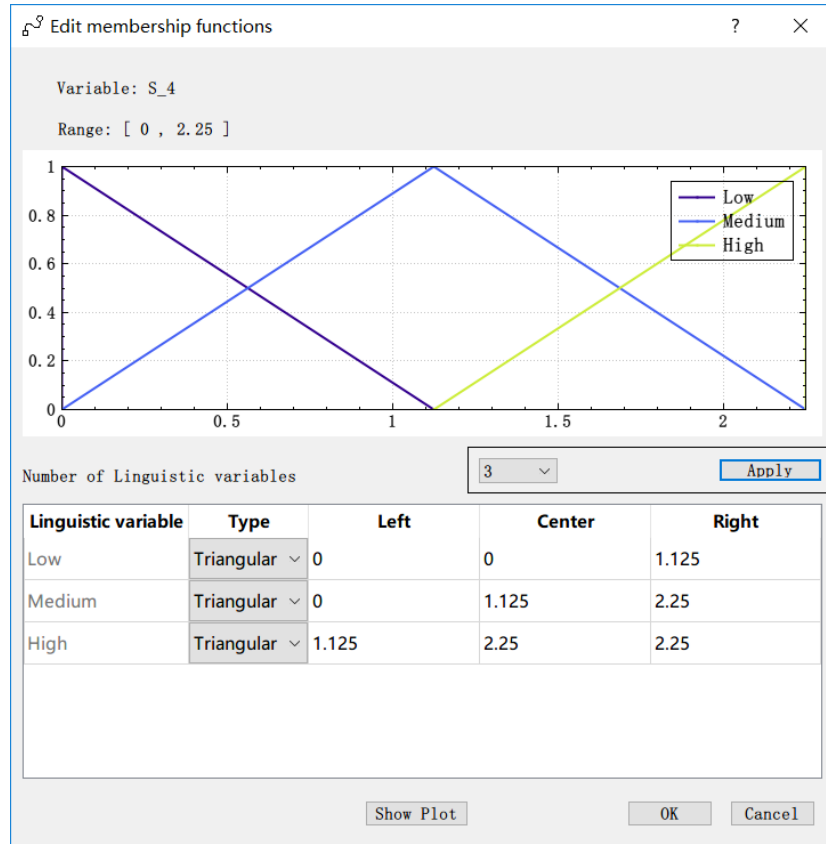 Edit membership functions ? ×
Variable: S_4
Range: [ 0 , 2.25 ]
1
0.8
0.6
0.4
0.2
0
0 0.5 1 1.5 2
Low
Medium
High
Number of Linguistic variables 3 Apply
Linguistic variable Type Left Center Right
Low Triangular 0 0 1.125
Medium Triangular 0 1.125 2.25
High Triangular 1.125 2.25 2.25
Show Plot OK Cancel